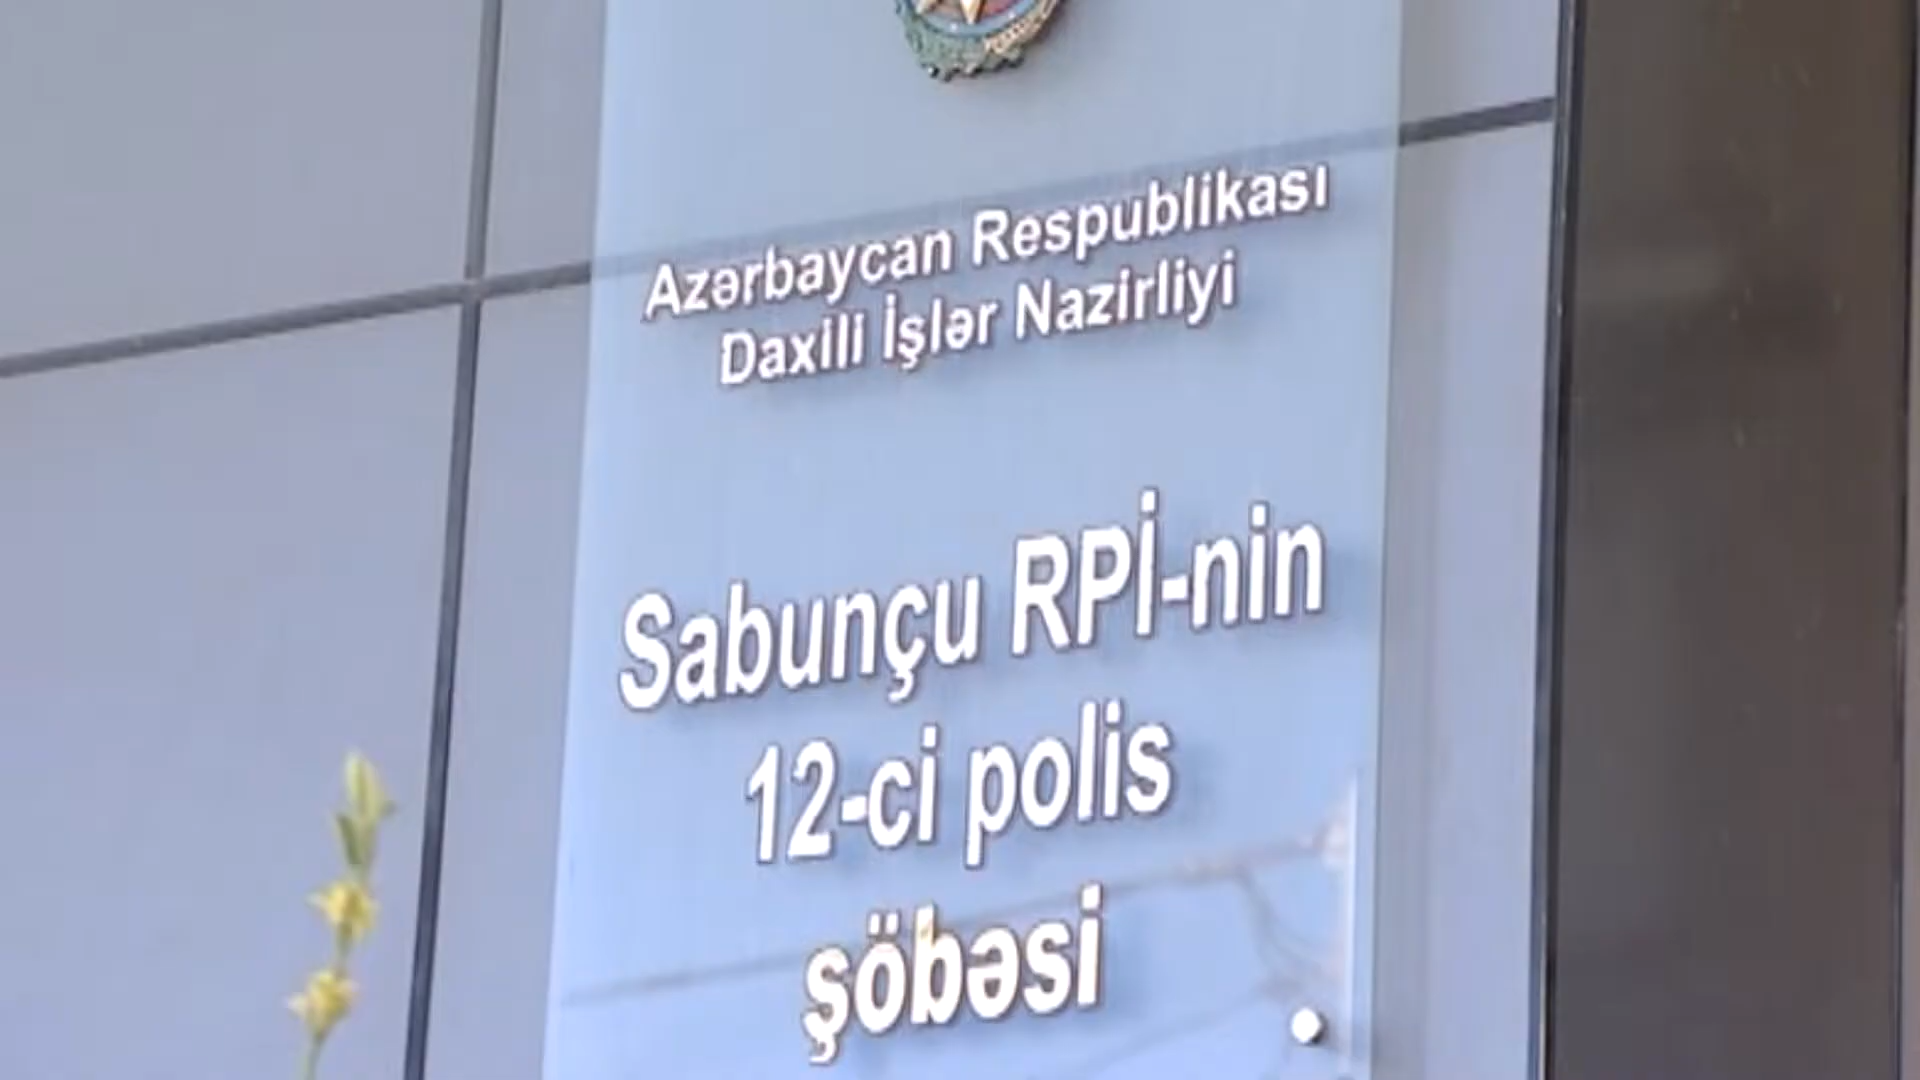 Azərbaycan Respublikası
Daxili İşlər Nazirliyi
Sabunçu RPİ-nin
12-ci polis
şöbəsi